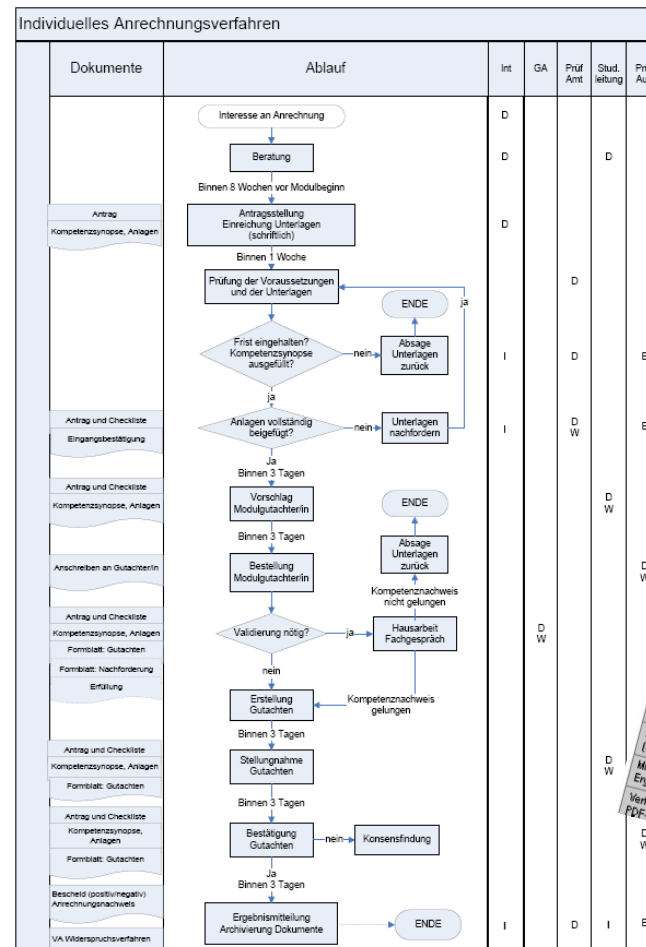 Individuelles Anrechnungsverfahren
Dokumente
Ablauf
Int
GA
Prüf
Amt
Stud.
leitung
Interesse an Anrechnung
D
Beratung
D
D
Binnen 8 Wochen vor Modulbeginn
Antrag
Kompetenzsynopse, Anlagen
Antragsstellung
Einreichung Unterlagen
(schriftlich)
D
Binnen 1 Woche
Prüfung der Voraussetzungen
und der Unterlagen
D
ENDE
ja
Frist eingehalten?
Kompetenzsynopse
ausgefüllt?
nein
Absage
Unterlagen
zurück
I
D
ja
Antrag und Checkliste
Eingangsbestätigung
Anlagen vollständig
beigefügt?
nein
Unterlagen
nachfordern
I
D
W
Ja
Binnen 3 Tagen
Antrag und Checkliste
Kompetenzsynopse, Anlagen
Vorschlag
Modulgutachter/in
ENDE
D
W
Binnen 3 Tagen
Anschreiben an Gutachter/in
Bestellung
Modulgutachter/in
Absage
Unterlagen
zurück
Kompetenznachweis
nicht gelungen
Antrag und Checkliste
Kompetenzsynopse, Anlagen
Formblatt: Gutachten
Formblatt: Nachforderung
Erfüllung
Validierung nötig?
ja
Hausarbeit
Fachgespräch
D
W
nein
Erstellung
Gutachten
Kompetenznachweis
gelungen
Binnen 3 Tagen
Antrag und Checkliste
Kompetenzsynopse, Anlagen
Formblatt: Gutachten
Stellungnahme
Gutachten
D
W
Binnen 3 Tagen
Antrag und Checkliste
Kompetenzsynopse,
Anlagen
Formblatt: Gutachten
Bestätigung
Gutachten
nein
Konsensfindung
Ja
Binnen 3 Tagen
Bescheid (positiv/negativ)
Anrechnungsnachweis
VA Widerspruchsverfahren
Ergebnismitteilung
Archivierung Dokumente
ENDE
I
D
I